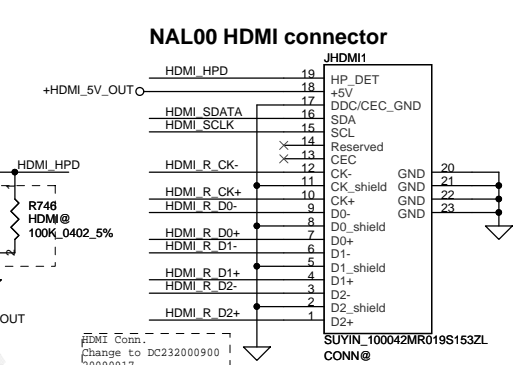 NAL00 HDMI connector
JHDMI1
HDMI_HPD 19 HP_DET
+HDMI_5V_OUT 18 +5V
17 DDC/CEC_GND
HDMI_SDATA 16 SDA
HDMI_SCLK 15 SCL
14 Reserved
13 CEC
HDMI_R_CK- 12 CK- GND 20
11 CK_shield GND 21
HDMI_R_CK+ 10 CK+ GND 22
HDMI_R_D0- 9 D0- GND 23
8 D0_shield
HDMI_R_D0+ 7 D0+
HDMI_R_D1- 6 D1-
5 D1_shield
HDMI_R_D1+ 4 D1+
HDMI_R_D2- 3 D2-
2 D2_shield
HDMI_R_D2+ 1 D2+
SUYIN_100042MR019S153ZL
CONN@
HDMI_HPD
1
R746
HDMI@
100K_0402_5%
2
OUT
HDMI Conn.
Change to DC232000900